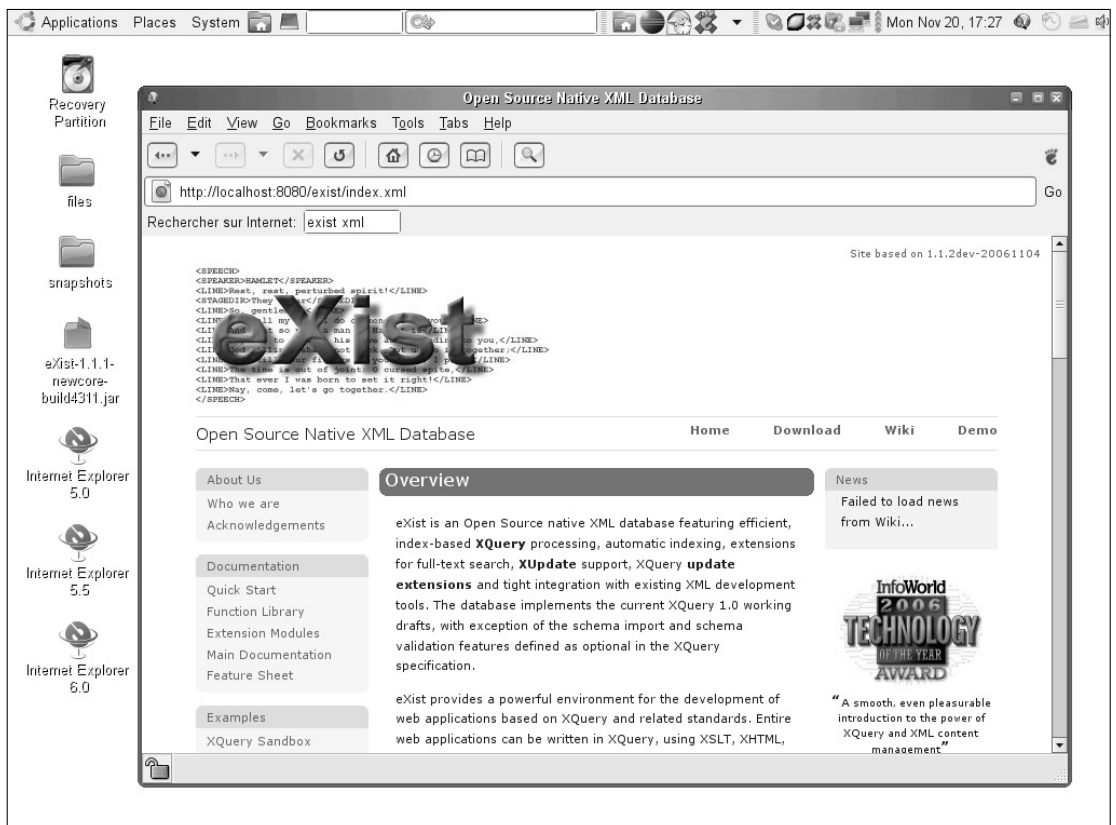 Applications Places System Mon Nov 20, 17:27
Recovery
Partition
files
snapshots
eXist-1.1.1-
newcore-
build4311.jar
Internet Explorer
5.0
Internet Explorer
5.5
Internet Explorer
6.0
Open Source Native XML Database
File Edit View Go Bookmarks Tools Tabs Help
http://localhost:8080/exist/index.xml Go
Rechercher sur Internet: exist xml
Site based on 1.1.2dev-20061104
<SPEECH>
<SPEAKER>HAMLET</SPEAKER>
<LINE>Rest, rest, perturbed spirit!</LINE>
<STAGEDIR>They
<LINE>So, gentle
<LINE>
<LINE>
<LINE>
<LINE> together;</LINE>
<LINE>
<LINE>The time is out of joint: O cursed spite,</LINE>
<LINE>That ever I was born to set it right!</LINE>
<LINE>Nay, come, let's go together.</LINE>
</SPEECH>
eXist
Open Source Native XML Database
Home Download Wiki Demo
About Us
Who we are
Acknowledgements
Documentation
Quick Start
Function Library
Extension Modules
Main Documentation
Feature Sheet
Examples
XQuery Sandbox
Overview
eXist is an Open Source native XML database featuring efficient,
index-based XQuery processing, automatic indexing, extensions
for full-text search, XUpdate support, XQuery update
extensions and tight integration with existing XML development
tools. The database implements the current XQuery 1.0 working
drafts, with exception of the schema import and schema
validation features defined as optional in the XQuery
specification.
eXist provides a powerful environment for the development of
web applications based on XQuery and related standards. Entire
web applications can be written in XQuery, using XSLT, XHTML,
News
Failed to load news
from Wiki...
InfoWorld
2006
TECHNOLOGY
OF THE YEAR
AWARD
“A smooth, even pleasurable
introduction to the power of
XQuery and XML content
management”